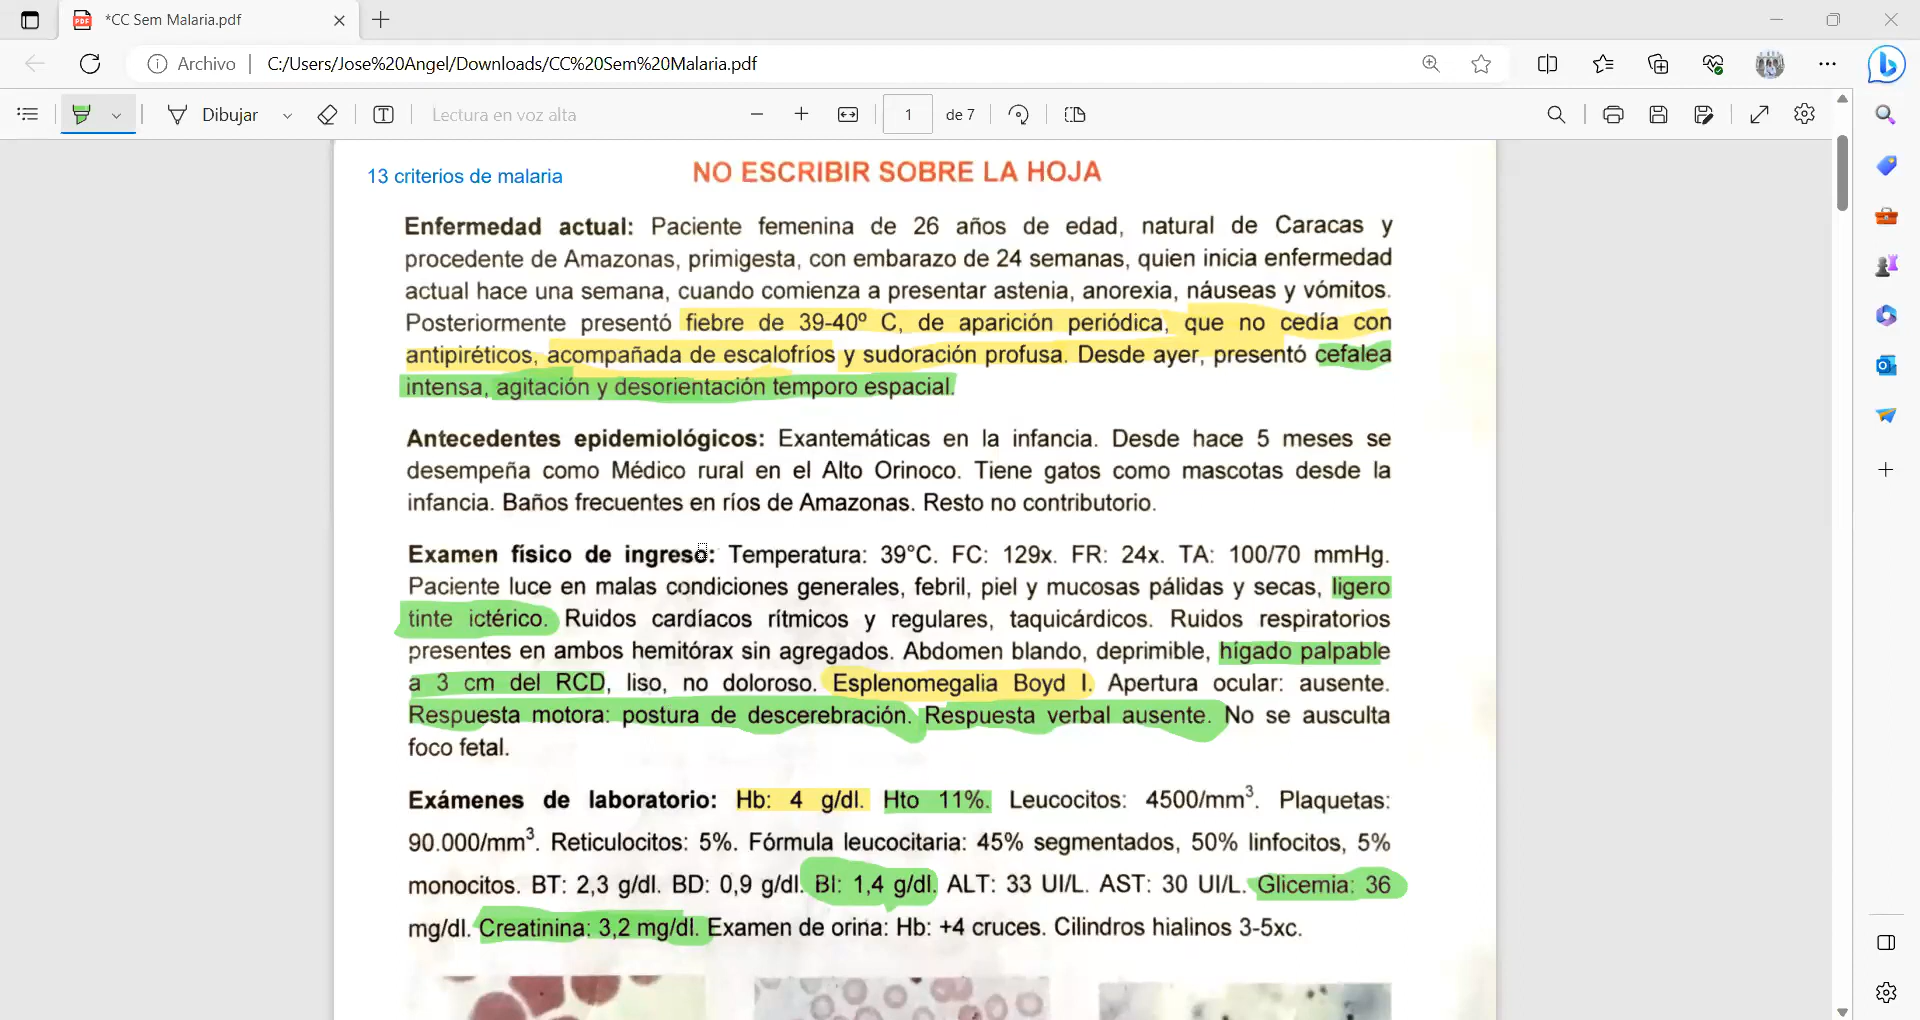 *CC Sem Malaria.pdf
Archivo
C:/Users/Jose%20Angel/Downloads/CC%20Sem%20Malaria.pdf
Dibujar
Lectura en voz alta
1
de 7
13 criterios de malaria
NO ESCRIBIR SOBRE LA HOJA
Enfermedad actual: Paciente femenina de 26 años de edad, natural de Caracas y
procedente de Amazonas, primigesta, con embarazo de 24 semanas, quien inicia enfermedad
actual hace una semana, cuando comienza a presentar astenia, anorexia, náuseas y vómitos.
Posteriormente presentó fiebre de 39-40º C, de aparición periódica, que no cedía con
antipiréticos, acompañada de escalofríos y sudoración profusa. Desde ayer, presentó cefalea
intensa, agitación y desorientación temporo espacial.
Antecedentes epidemiológicos: Exantemáticas en la infancia. Desde hace 5 meses se
desempeña como Médico rural en el Alto Orinoco. Tiene gatos como mascotas desde la
infancia. Baños frecuentes en ríos de Amazonas. Resto no contributorio.
Examen físico de ingreso: Temperatura: 39°C. FC: 129x. FR: 24x. TA: 100/70 mmHg.
Paciente luce en malas condiciones generales, febril, piel y mucosas pálidas y secas, ligero
tinte ictérico. Ruidos cardíacos rítmicos y regulares, taquicárdicos. Ruidos respiratorios
presentes en ambos hemitórax sin agregados. Abdomen blando, deprimible, hígado palpable
a 3 cm del RCD, liso, no doloroso. Esplenomegalia Boyd I. Apertura ocular: ausente.
Respuesta motora: postura de descerebración. Respuesta verbal ausente. No se ausculta
foco fetal.
Exámenes de laboratorio: Hb: 4 g/dl. Hto 11%. Leucocitos: 4500/mm³. Plaquetas:
90.000/mm³. Reticulocitos: 5%. Fórmula leucocitaria: 45% segmentados, 50% linfocitos, 5%
monocitos. BT: 2,3 g/dl. BD: 0,9 g/dl. BI: 1,4 g/dl. ALT: 33 UI/L. AST: 30 UI/L. Glicemia: 36
mg/dl. Creatinina: 3,2 mg/dl. Examen de orina: Hb: +4 cruces. Cilindros hialinos 3-5xc.